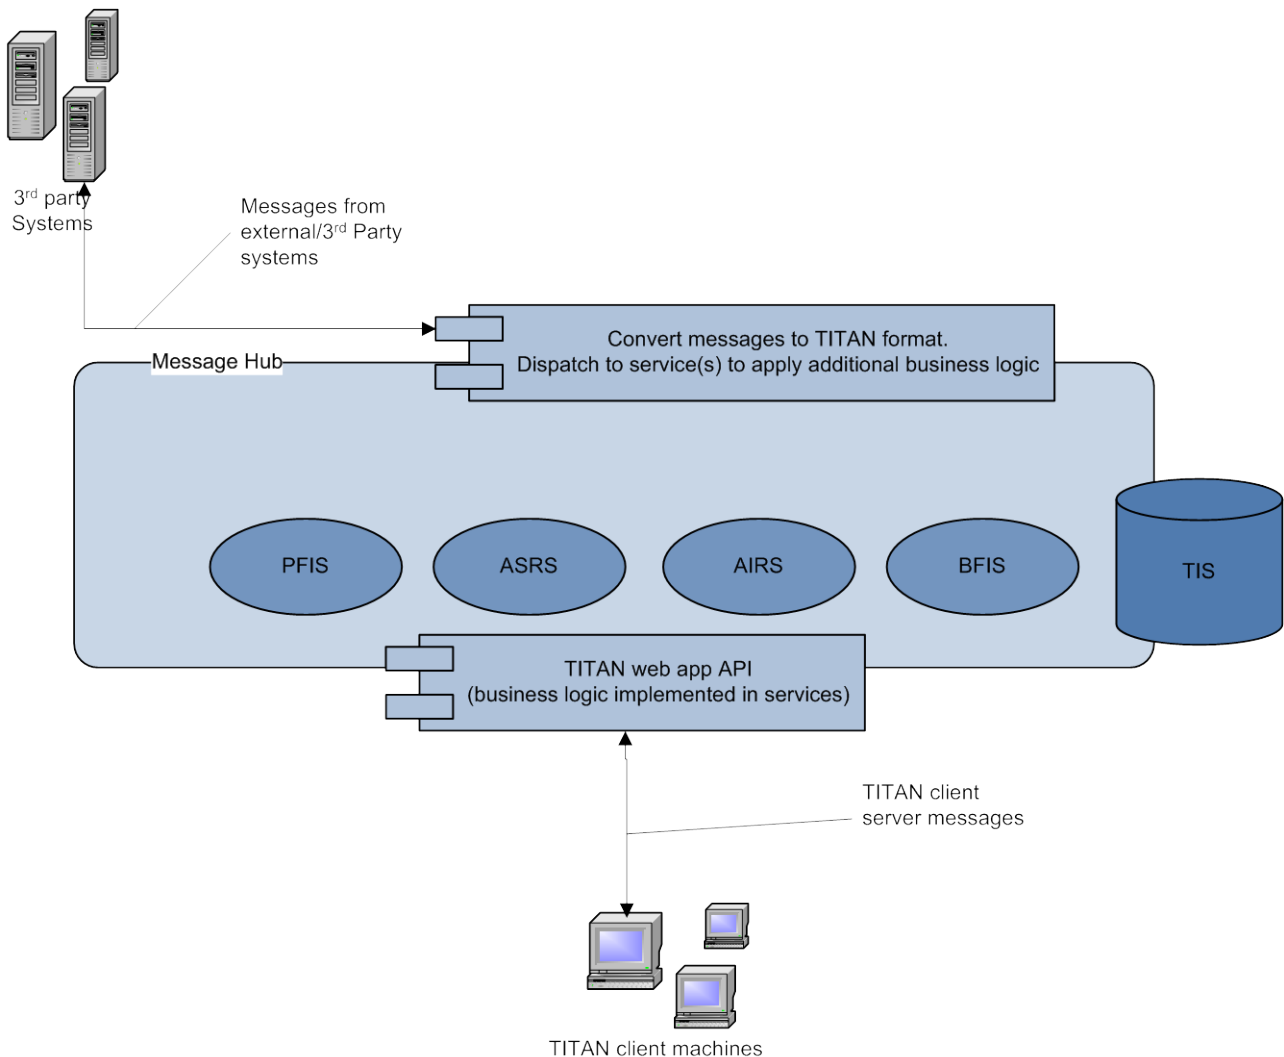 3rd party
Systems
Messages from
external/3rd Party
systems
Convert messages to TITAN format.
Dispatch to service(s) to apply additional business logic
Message Hub
PFIS
ASRS
AIRS
BFIS
TIS
TITAN web app API
(business logic implemented in services)
TITAN client
server messages
TITAN client machines